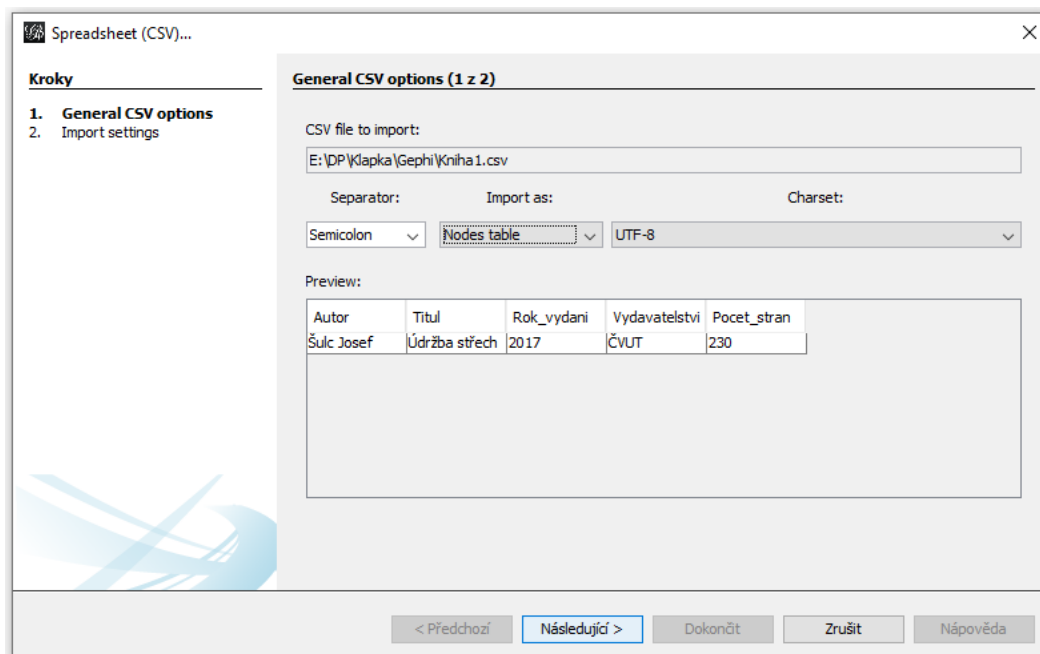 Spreadsheet (CSV)...
Kroky
1. General CSV options
2. Import settings
General CSV options (1 z 2)
CSV file to import:
E:\DP\Klapka\Gephi\Kniha1.csv
Separator: Import as: Charset:
Semicolon Nodes table UTF-8
Preview:
Autor Titul Rok_vydani Vydavatelstvi Pocet_stran
Šulc Josef Údržba střech 2017 ČVUT 230
< Předchozí Následující > Dokončit Zrušit Nápověda